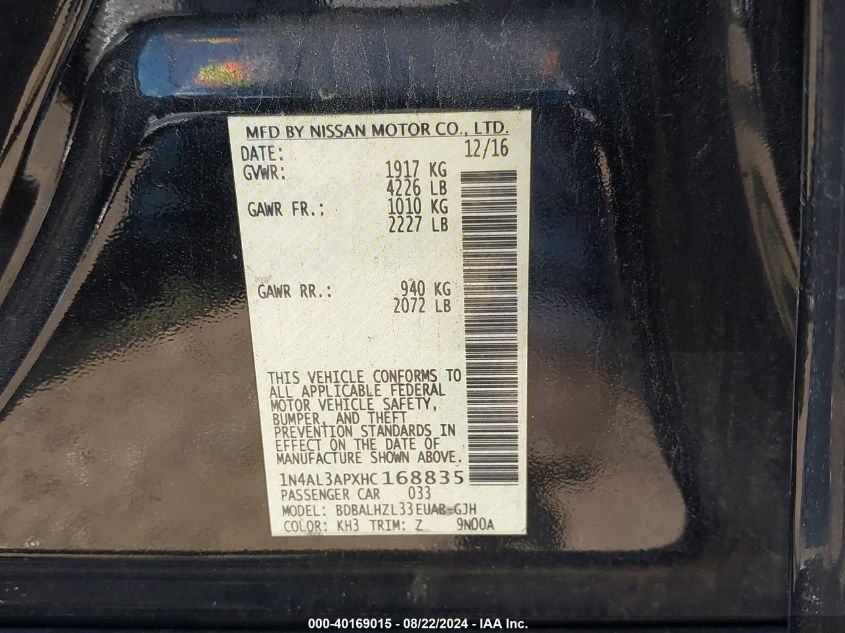 MFD BY NISSAN MOTOR CO., LTD.
DATE: 12/16
GVWR: 1917 KG
4226 LB
GAWR FR.: 1010 KG
2227 LB
GAWR RR.: 940 KG
2072 LB
THIS VEHICLE CONFORMS TO
ALL APPLICABLE FEDERAL
MOTOR VEHICLE SAFETY,
BUMPER, AND THEFT
PREVENTION STANDARDS IN
EFFECT ON THE DATE OF
MANUFACTURE SHOWN ABOVE.
1N4AL3APXHC168835
PASSENGER CAR 033
MODEL: BDBALHZL33EUAB-GJH
COLOR: KH3 TRIM: Z 9N00A
000-40169015 - 08/22/2024 - IAA Inc.